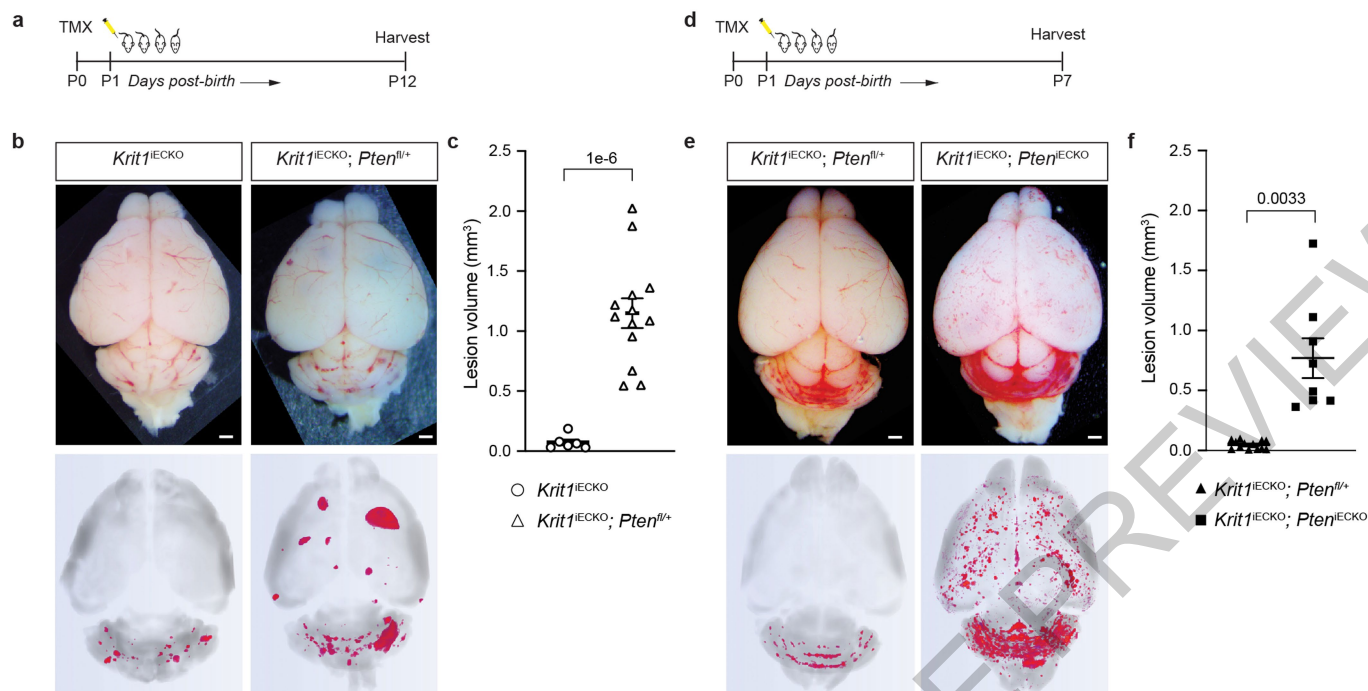 a
TMX
Harvest
P0 P1 Days post-birth P12
b
Krit1iECKO
Krit1iECKO; Ptenfl/+
c
1e-6
Lesion volume (mm3)
2.5
2.0
1.5
1.0
0.5
0.0
Krit1iECKO
Krit1iECKO; Ptenfl/+
d
TMX
Harvest
P0 P1 Days post-birth P7
e
Krit1iECKO; Ptenfl/+
Krit1iECKO; PteniECKO
f
0.0033
Lesion volume (mm3)
2.5
2.0
1.5
1.0
0.5
0.0
Krit1iECKO; Ptenfl/+
Krit1iECKO; PteniECKO
E PREVIEW